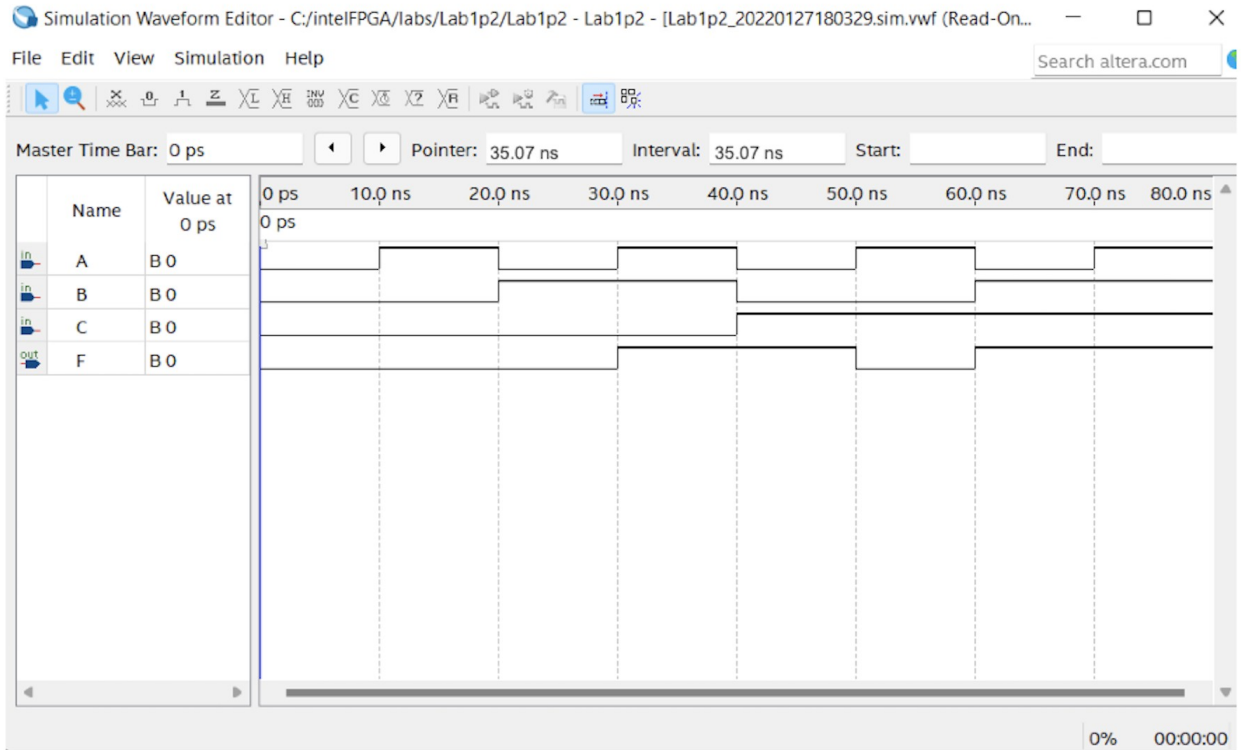 Simulation Waveform Editor - C:/intelFPGA/labs/Lab1p2/Lab1p2 - Lab1p2 - [Lab1p2_20220127180329.sim.vwf (Read-On...
File Edit View Simulation Help
Search altera.com
Master Time Bar: 0 ps Pointer: 35.07 ns Interval: 35.07 ns Start: End:
Name
Value at
0 ps
0 ps 10.0 ns 20.0 ns 30.0 ns 40.0 ns 50.0 ns 60.0 ns 70.0 ns 80.0 ns
0 ps
in A B 0
in B B 0
in C B 0
out F B 0
0% 00:00:00